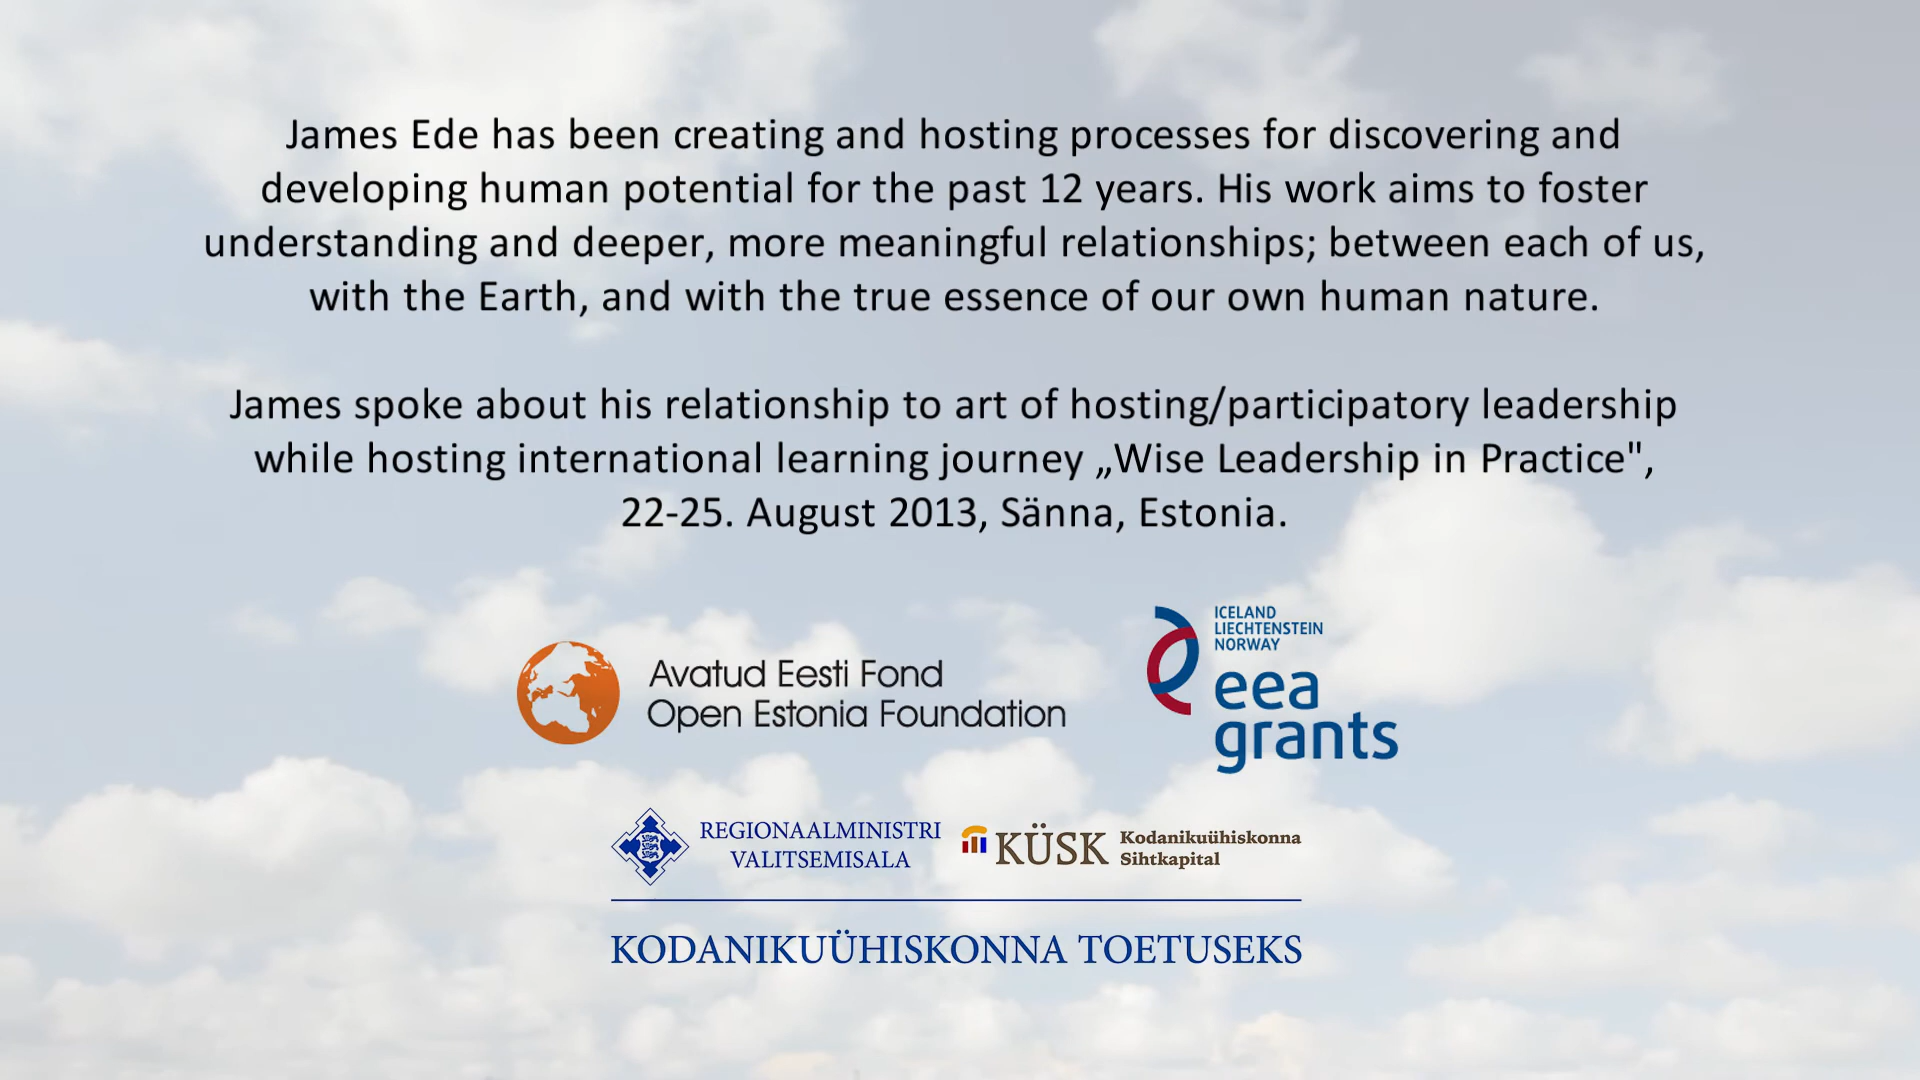 James Ede has been creating and hosting processes for discovering and
developing human potential for the past 12 years. His work aims to foster
understanding and deeper, more meaningful relationships; between each of us,
with the Earth, and with the true essence of our own human nature.
James spoke about his relationship to art of hosting/participatory leadership
while hosting international learning journey „Wise Leadership in Practice",
22-25. August 2013, Sänna, Estonia.
Avatud Eesti Fond
Open Estonia Foundation
ICELAND
LIECHTENSTEIN
NORWAY
eea
grants
REGIONAALMINISTRI
VALITSEMISALA
KÜSK
Kodanikuühiskonna
Sihtkapital
KODANIKUÜHISKONNA TOETUSEKS